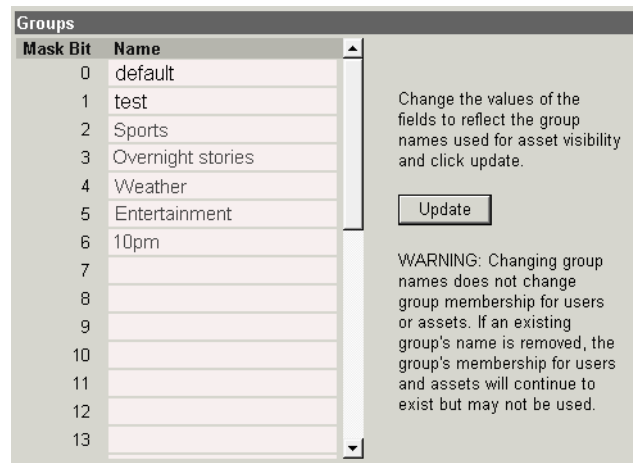 Groups
Mask Bit Name
0 default
1 test
2 Sports
3 Overnight stories
4 Weather
5 Entertainment
6 10pm
7
8
9
10
11
12
13
Change the values of the
fields to reflect the group
names used for asset visibility
and click update.
Update
WARNING: Changing group
names does not change
group membership for users
or assets. If an existing
group's name is removed, the
group's membership for users
and assets will continue to
exist but may not be used.